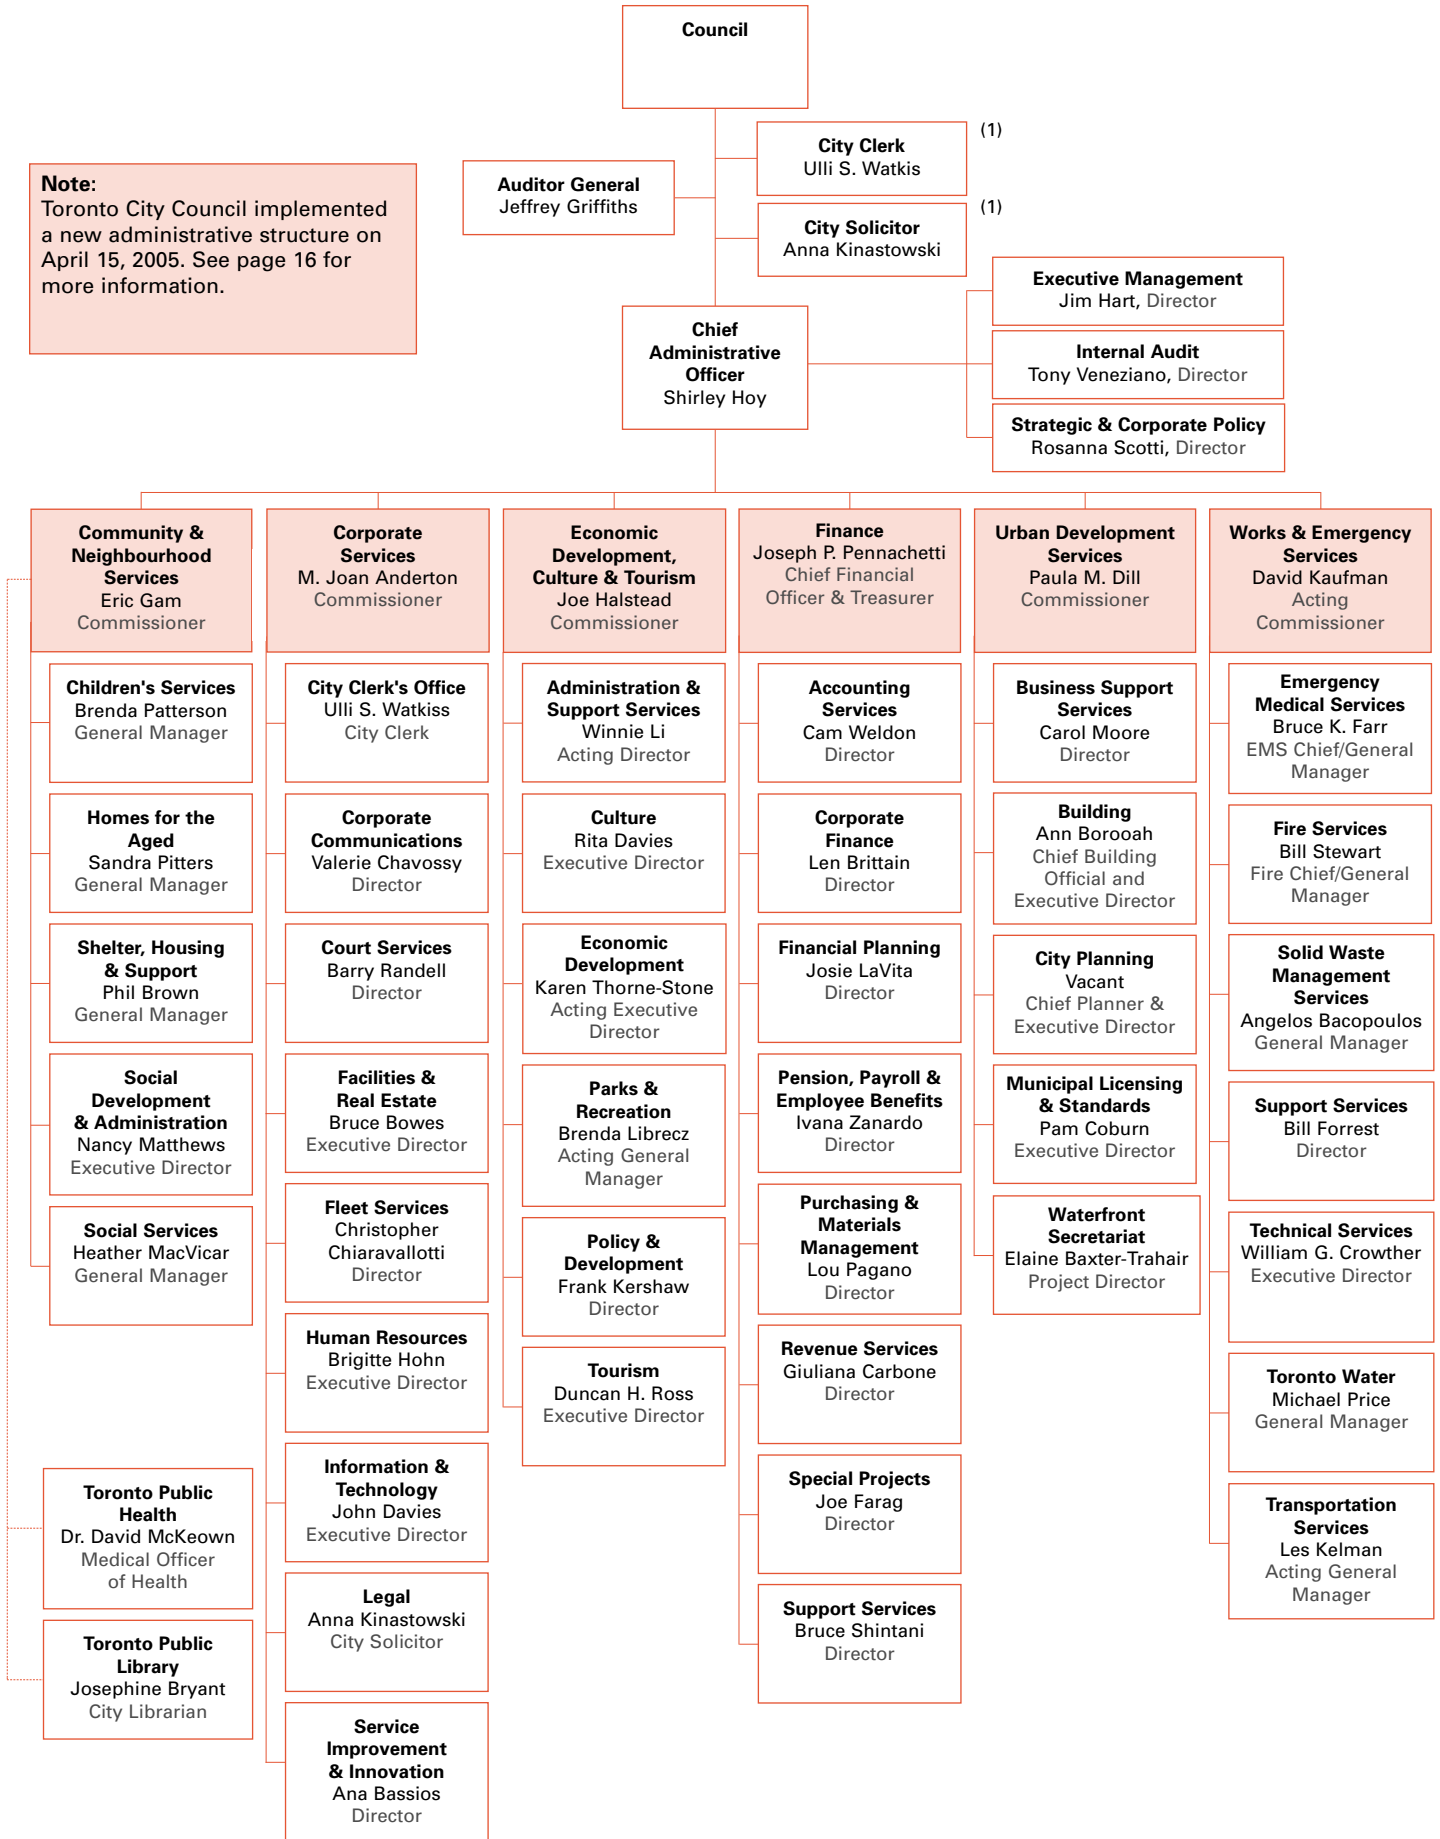 Council
(1)
City Clerk
Ulli S. Watkis
Auditor General
Jeffrey Griffiths
(1)
City Solicitor
Anna Kinastowski
Note:
Toronto City Council implemented
a new administrative structure on
April 15, 2005. See page 16 for
more information.
Executive Management
Jim Hart, Director
Chief
Administrative
Officer
Shirley Hoy
Internal Audit
Tony Veneziano, Director
Strategic & Corporate Policy
Rosanna Scotti, Director
Community &
Neighbourhood
Services
Eric Gam
Commissioner
Children's Services
Brenda Patterson
General Manager
Homes for the
Aged
Sandra Pitters
General Manager
Shelter, Housing
& Support
Phil Brown
General Manager
Social
Development
& Administration
Nancy Matthews
Executive Director
Social Services
Heather MacVicar
General Manager
Toronto Public
Health
Dr. David McKeown
Medical Officer
of Health
Toronto Public
Library
Josephine Bryant
City Librarian
Corporate
Services
M. Joan Anderton
Commissioner
City Clerk's Office
Ulli S. Watkiss
City Clerk
Corporate
Communications
Valerie Chavossy
Director
Court Services
Barry Randell
Director
Facilities &
Real Estate
Bruce Bowes
Executive Director
Fleet Services
Christopher
Chiaravallotti
Director
Human Resources
Brigitte Hohn
Executive Director
Information &
Technology
John Davies
Executive Director
Legal
Anna Kinastowski
City Solicitor
Service
Improvement
& Innovation
Ana Bassios
Director
Economic
Development,
Culture & Tourism
Joe Halstead
Commissioner
Administration &
Support Services
Winnie Li
Acting Director
Culture
Rita Davies
Executive Director
Economic
Development
Karen Thorne-Stone
Acting Executive
Director
Parks &
Recreation
Brenda Librecz
Acting General
Manager
Policy &
Development
Frank Kershaw
Director
Tourism
Duncan H. Ross
Executive Director
Finance
Joseph P. Pennachetti
Chief Financial
Officer & Treasurer
Accounting
Services
Cam Weldon
Director
Corporate
Finance
Len Brittain
Director
Financial Planning
Josie LaVita
Director
Pension, Payroll &
Employee Benefits
Ivana Zanardo
Director
Purchasing &
Materials
Management
Lou Pagano
Director
Revenue Services
Giuliana Carbone
Director
Special Projects
Joe Farag
Director
Support Services
Bruce Shintani
Director
Urban Development
Services
Paula M. Dill
Commissioner
Business Support
Services
Carol Moore
Director
Building
Ann Borooah
Chief Building
Official and
Executive Director
City Planning
Vacant
Chief Planner &
Executive Director
Municipal Licensing
& Standards
Pam Coburn
Executive Director
Waterfront
Secretariat
Elaine Baxter-Trahair
Project Director
Works & Emergency
Services
David Kaufman
Acting
Commissioner
Emergency
Medical Services
Bruce K. Farr
EMS Chief/General
Manager
Fire Services
Bill Stewart
Fire Chief/General
Manager
Solid Waste
Management
Services
Angelos Bacopoulos
General Manager
Support Services
Bill Forrest
Director
Technical Services
William G. Crowther
Executive Director
Toronto Water
Michael Price
General Manager
Transportation
Services
Les Kelman
Acting General
Manager